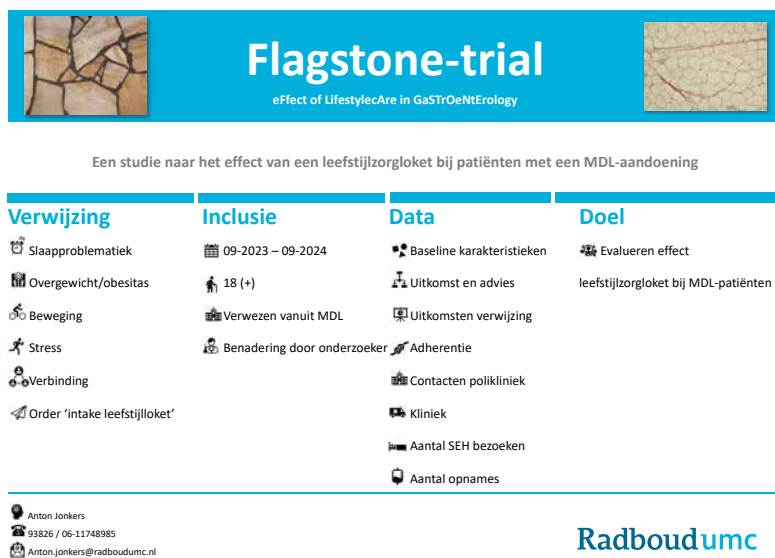 Flagstone-trial
eFfect of LifestylecAre in GaSTrOeNtErology
Een studie naar het effect van een leefstijlzorgloket bij patiënten met een MDL-aandoening
Verwijzing
Slaapproblematiek
Overgewicht/obesitas
Beweging
Stress
Verbinding
Order ‘intake leefstijlloket’
Inclusie
09-2023 – 09-2024
18 (+)
Verwezen vanuit MDL
Benadering door onderzoeker
Data
Baseline karakteristieken
Uitkomst en advies
Uitkomsten verwijzing
Adherentie
Contacten polikliniek
Kliniek
Aantal SEH bezoeken
Aantal opnames
Doel
Evalueren effect
leefstijlzorgloket bij MDL-patiënten
Anton Jonkers
93826 / 06-11748985
Anton.jonkers@radboudumc.nl
Radboudumc